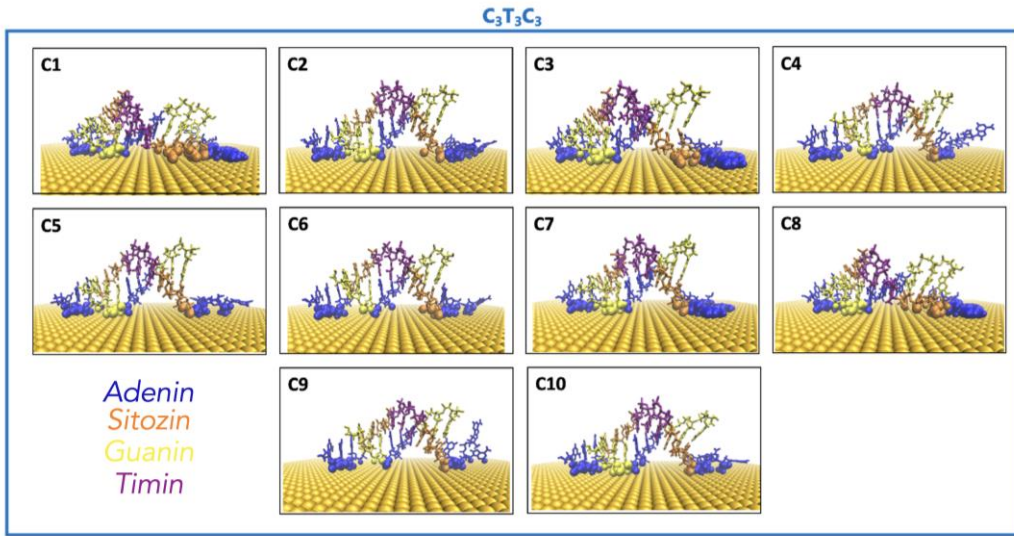 C₃T₃C₃
C1
C2
C3
C4
C5
C6
C7
C8
Adenin
Sitozin
Guanin
Timin
C9
C10